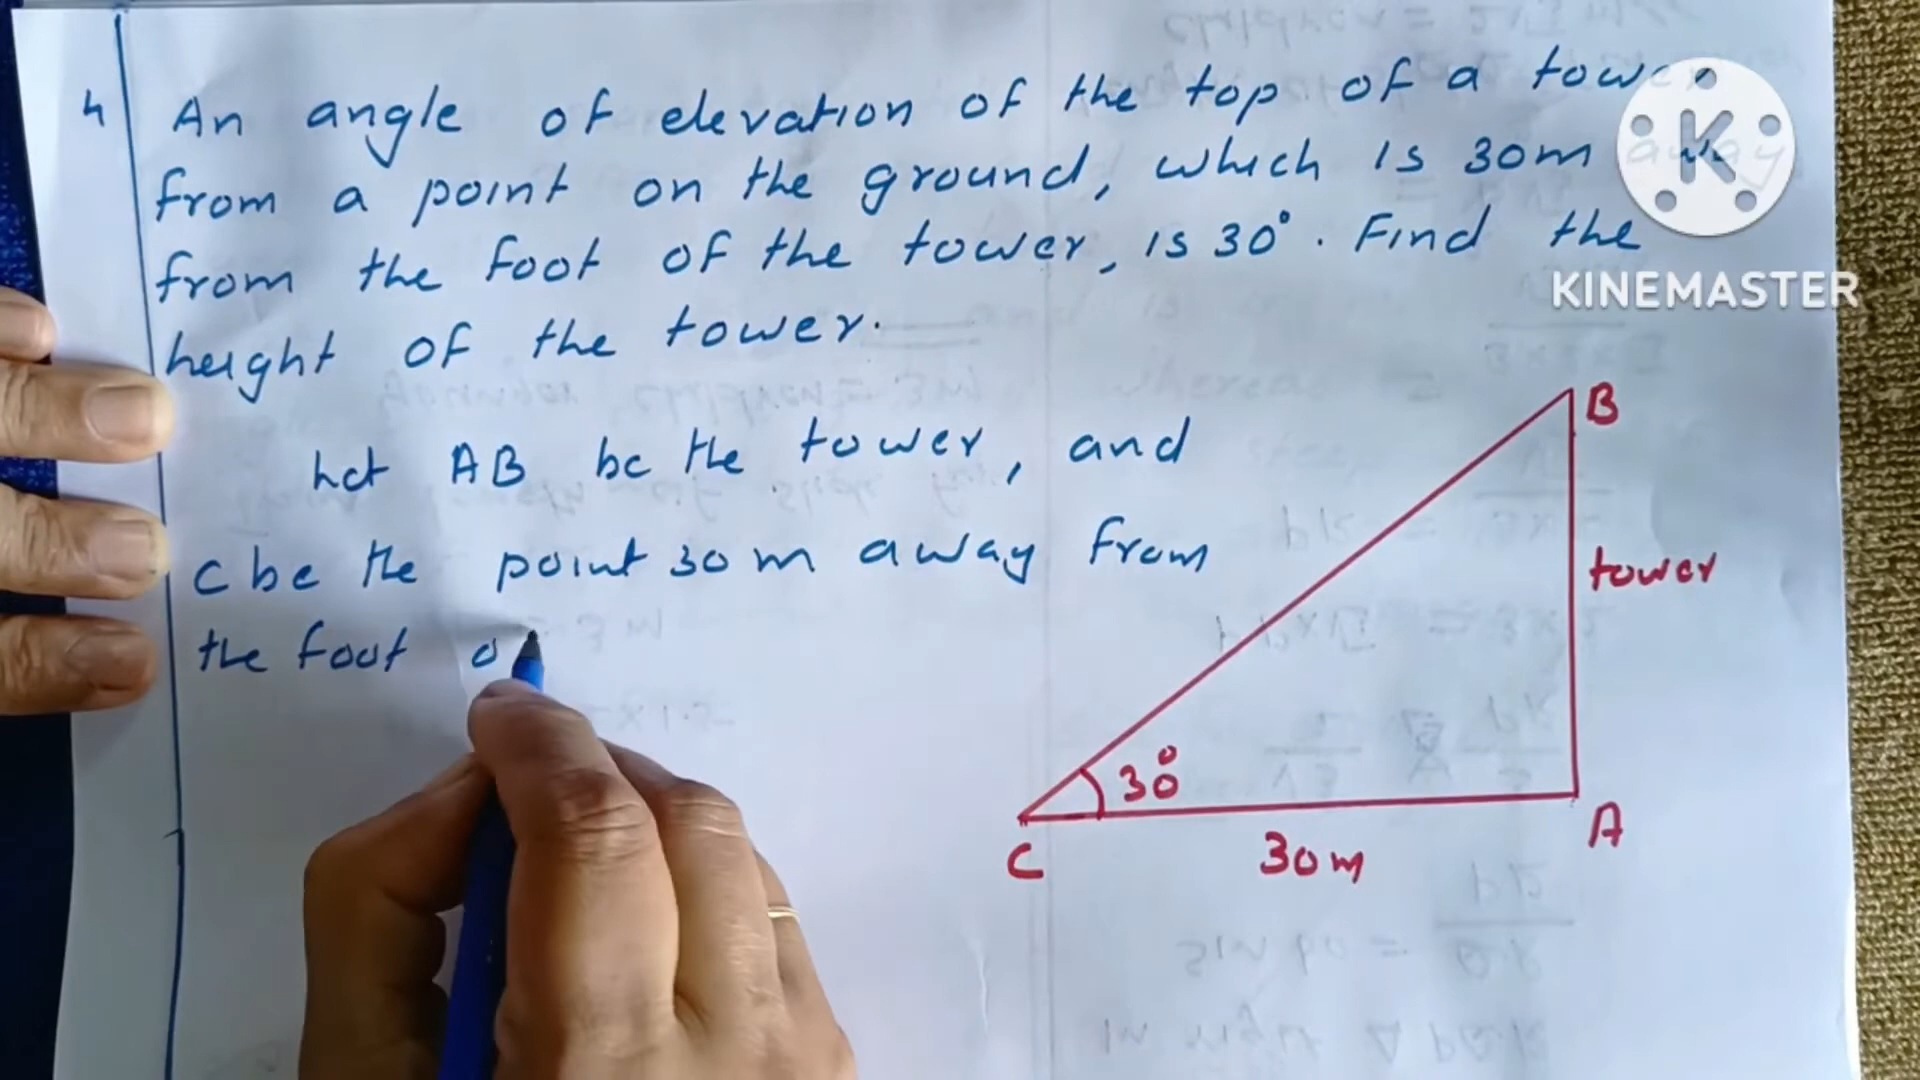 4
An angle of elevation of the top of a tower
from a point on the ground, which is 30m away
from the foot of the tower, is 30°. Find the
height of the tower.
KINEMASTER
Let AB be the tower, and
C be the point 30 m away from
the foot o
B
tower
30°
C
30m
A